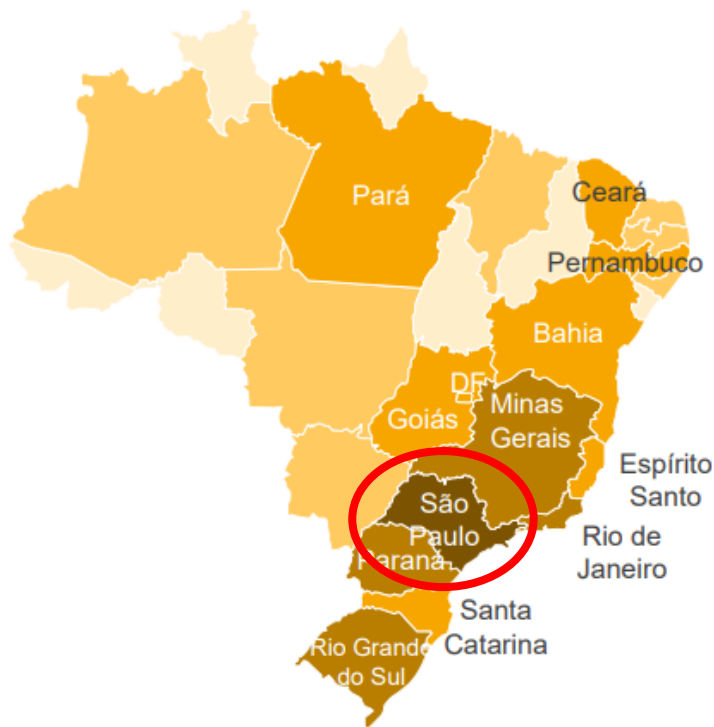 Pará
Ceará
Pernambuco
Bahia
DF
Goiás
Minas
Gerais
Espírito
Santo
São
Paulo
Rio de
Janeiro
Paraná
Santa
Catarina
Rio Grande
do Sul